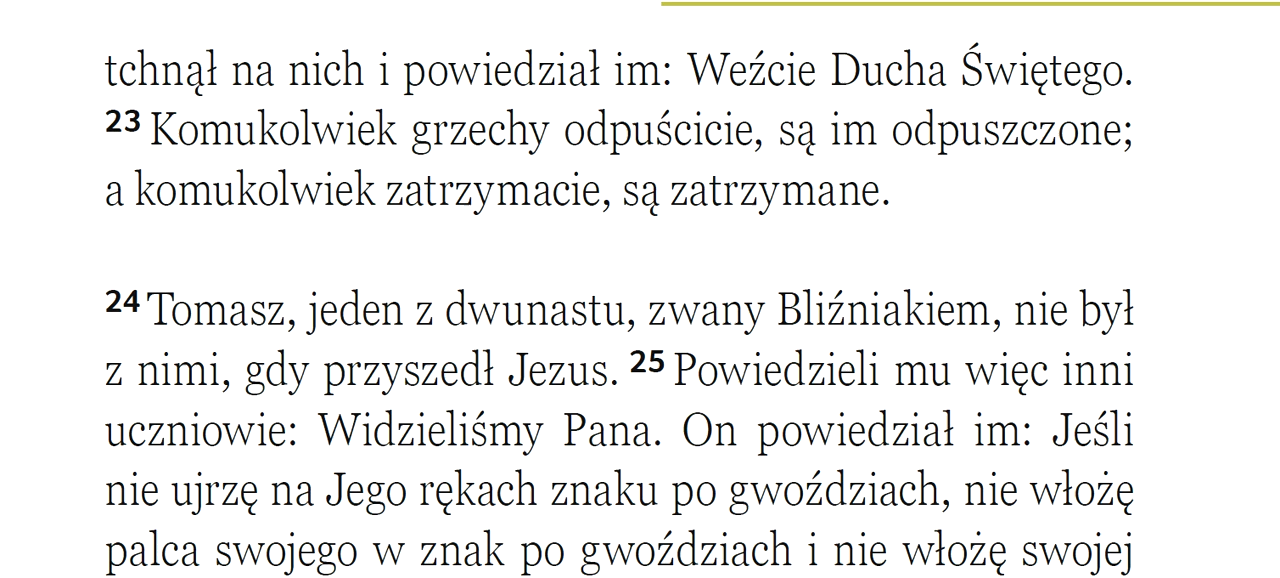 tchnął na nich i powiedział im: Weźcie Ducha Świętego.
23 Komukolwiek grzechy odpuścicie, są im odpuszczone;
a komukolwiek zatrzymacie, są zatrzymane.
24 Tomasz, jeden z dwunastu, zwany Bliźniakiem, nie był
z nimi, gdy przyszedł Jezus. 25 Powiedzieli mu więc inni
uczniowie: Widzieliśmy Pana. On powiedział im: Jeśli
nie ujrzę na Jego rękach znaku po gwoździach, nie włożę
palca swojego w znak po gwoździach i nie włożę swojej